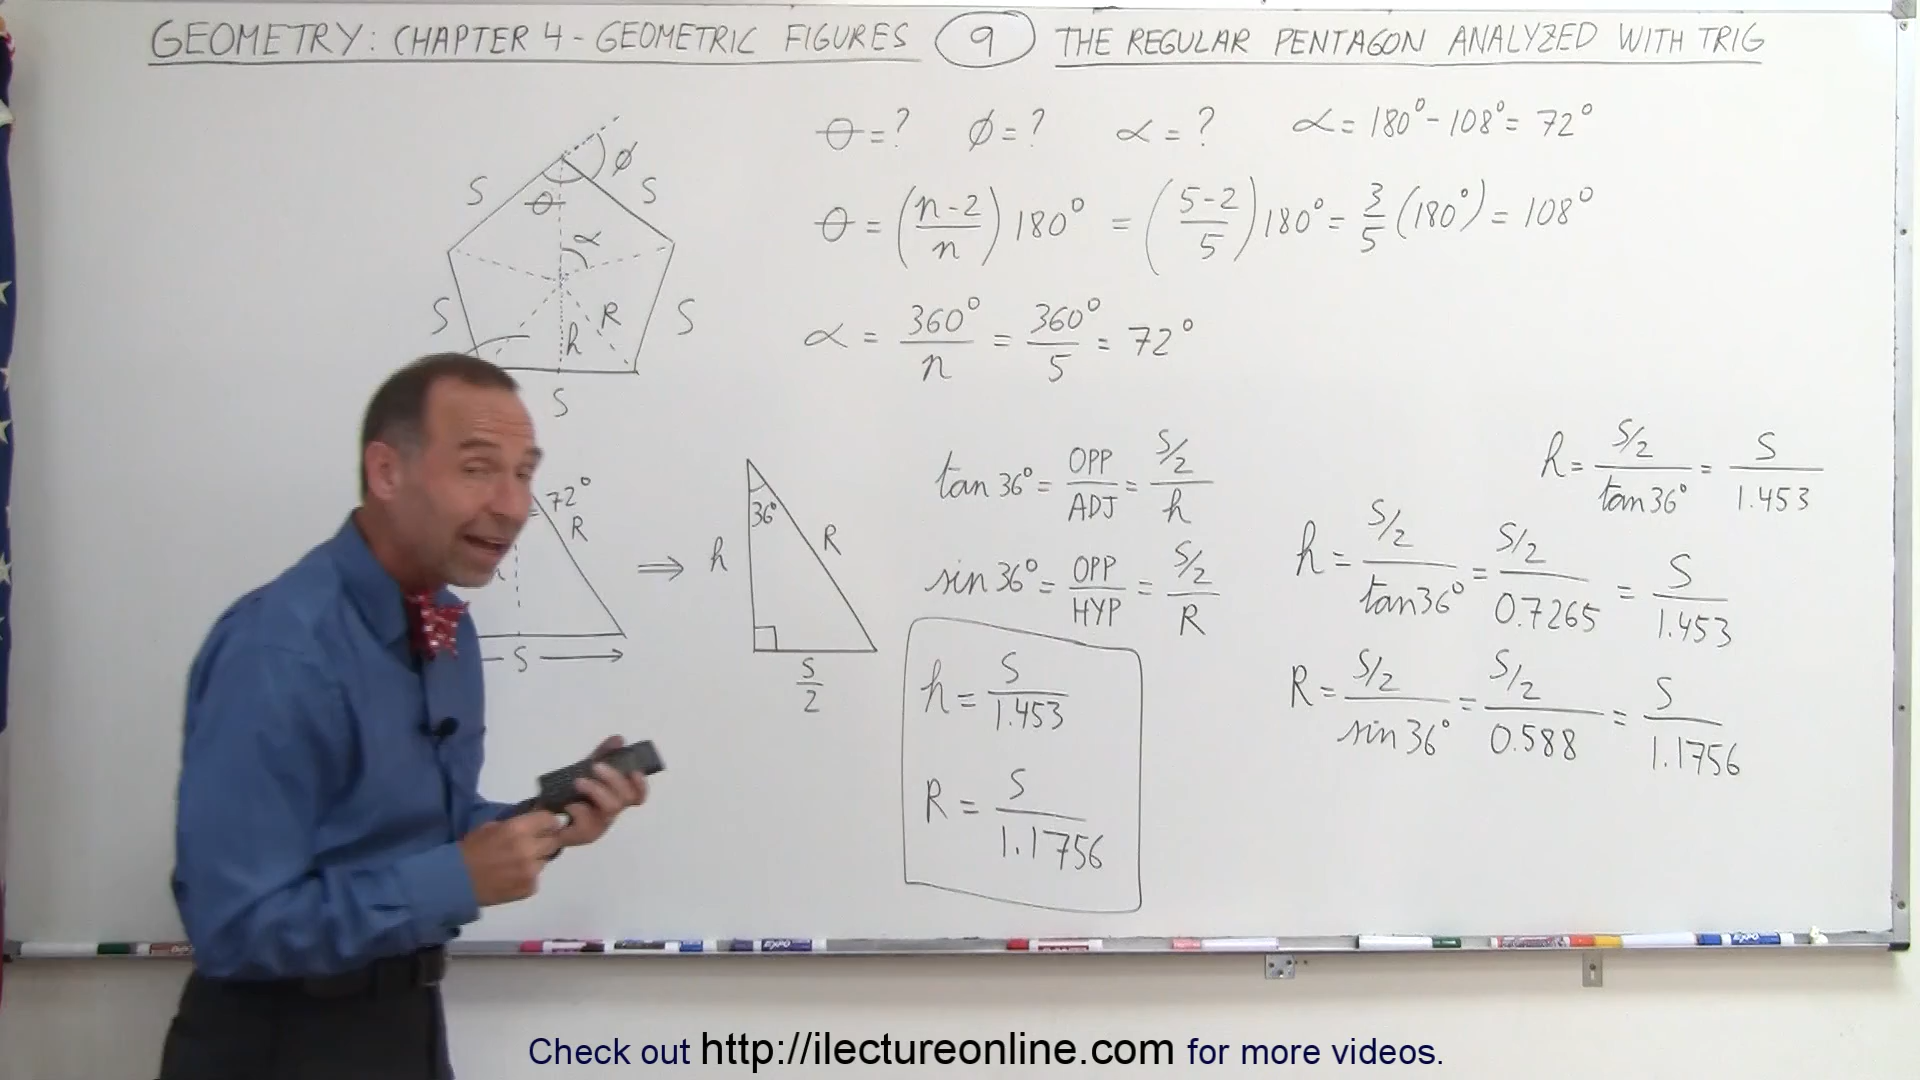 GEOMETRY: CHAPTER 4 - GEOMETRIC FIGURES 9 THE REGULAR PENTAGON ANALYZED WITH TRIG
θ = ? φ = ? α = ? α = 180° - 108° = 72°
θ = ((n-2)/n) 180° = ((5-2)/5) 180° = 3/5 (180°) = 108°
α = 360°/n = 360°/5 = 72°
φ
S S
θ
α
S R S
h
S
72°
R
h
S
⇒
36°
h R
S/2
tan 36° = OPP/ADJ = (S/2)/h
sin 36° = OPP/HYP = (S/2)/R
h = S/1.453
R = S/1.1756
h = (S/2)/tan 36° = S/1.453
h = (S/2)/tan 36° = (S/2)/0.7265 = S/1.453
R = (S/2)/sin 36° = (S/2)/0.588 = S/1.1756
EXPO
EXPO
Check out http://ilectureonline.com for more videos.